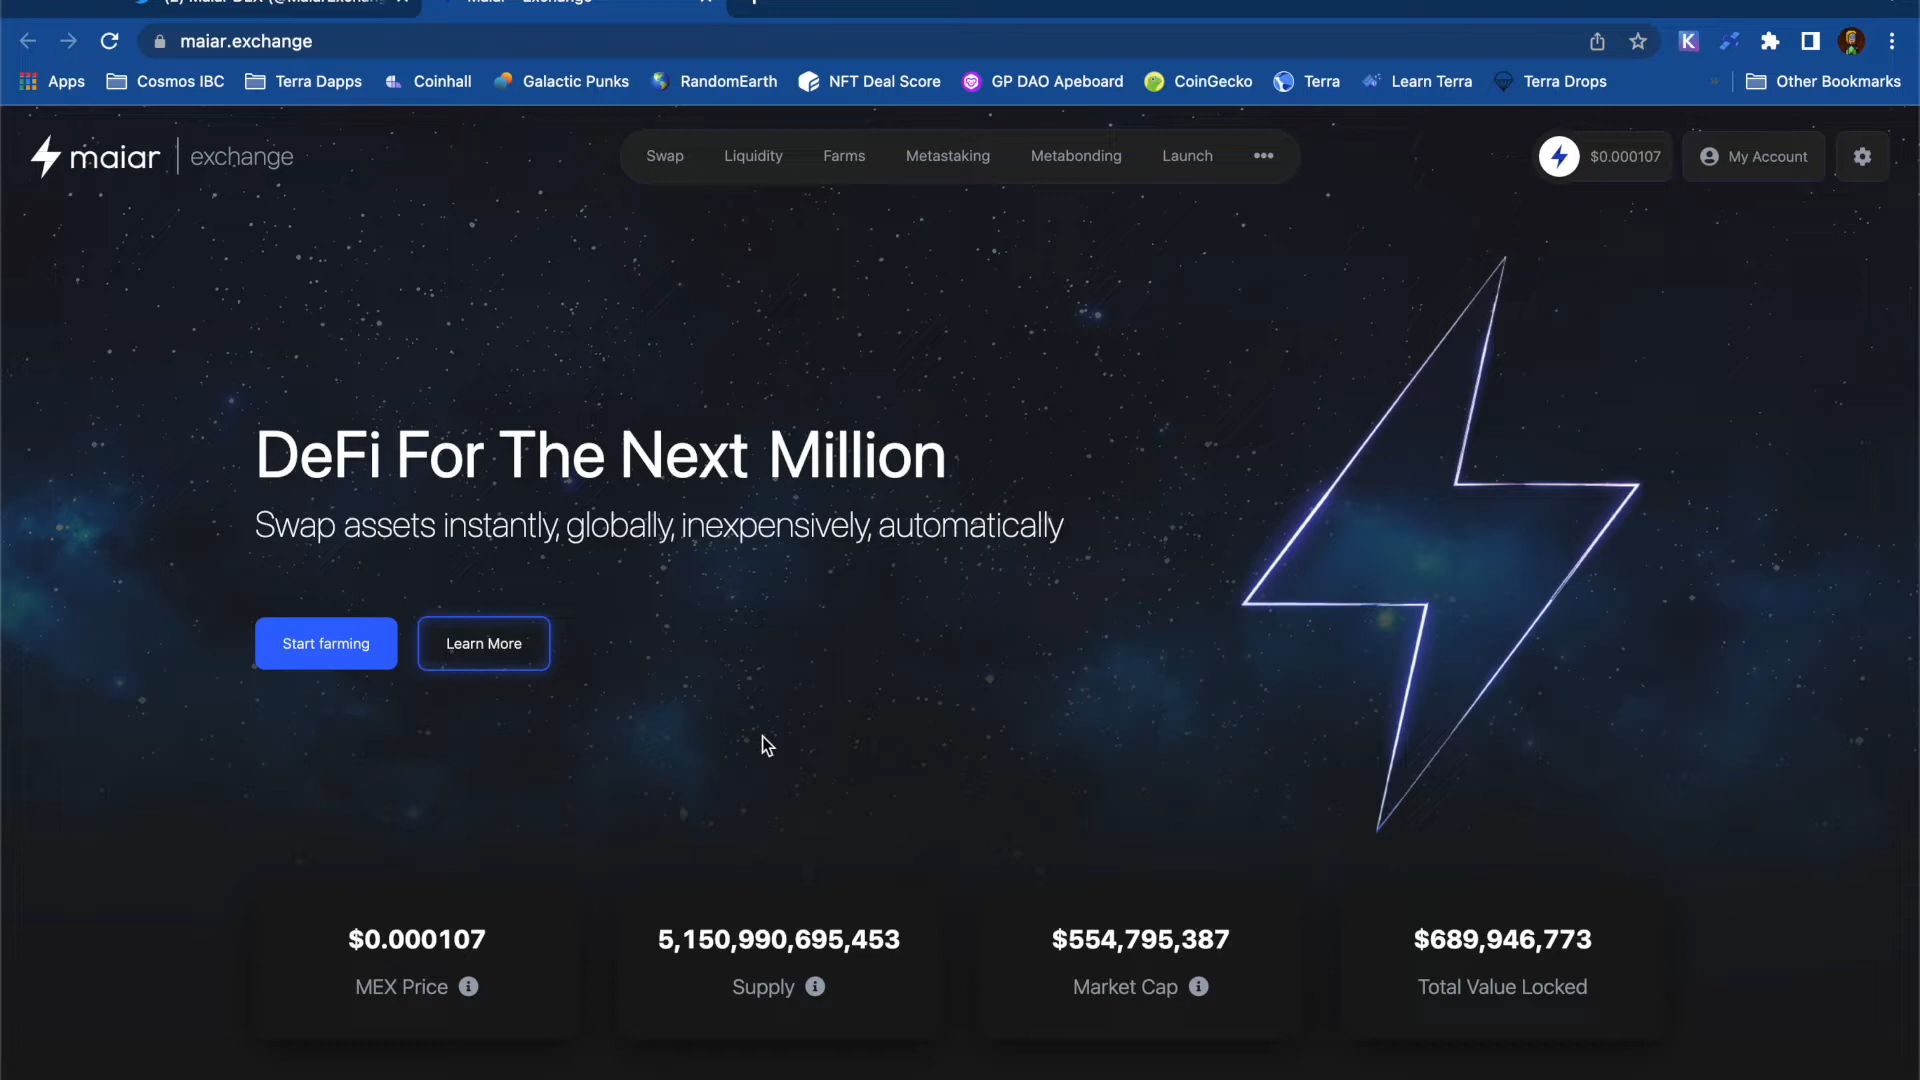 maiar.exchange
K
Apps Cosmos IBC Terra Dapps Coinhall Galactic Punks RandomEarth NFT Deal Score GP DAO Apeboard CoinGecko Terra Learn Terra Terra Drops » Other Bookmarks
maiar | exchange Swap Liquidity Farms Metastaking Metabonding Launch ••• $0.000107 My Account
DeFi For The Next Million
Swap assets instantly, globally, inexpensively, automatically
Start farming Learn More
$0.000107 5,150,990,695,453 $554,795,387 $689,946,773
MEX Price Supply Market Cap Total Value Locked